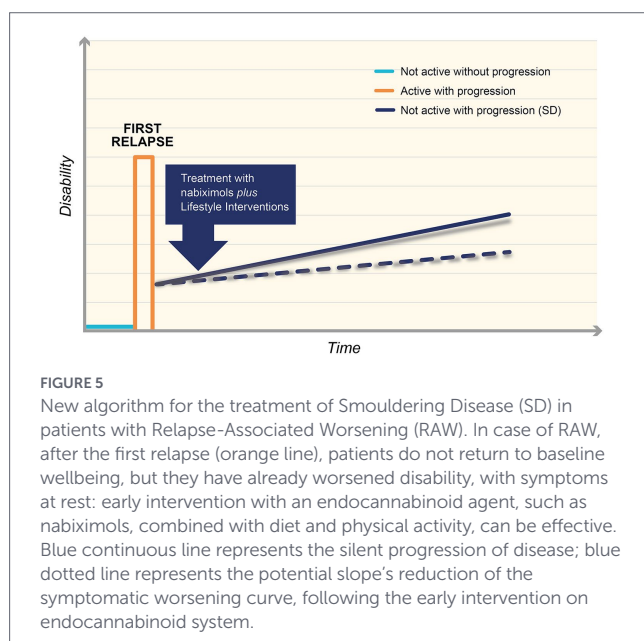 Not active without progression
Active with progression
Not active with progression (SD)
FIRST
RELAPSE
Treatment with
nabiximols plus
Lifestyle Interventions
Disability
Time
FIGURE 5
New algorithm for the treatment of Smouldering Disease (SD) in
patients with Relapse-Associated Worsening (RAW). In case of RAW,
after the first relapse (orange line), patients do not return to baseline
wellbeing, but they have already worsened disability, with symptoms
at rest: early intervention with an endocannabinoid agent, such as
nabiximols, combined with diet and physical activity, can be effective.
Blue continuous line represents the silent progression of disease; blue
dotted line represents the potential slope’s reduction of the
symptomatic worsening curve, following the early intervention on
endocannabinoid system.